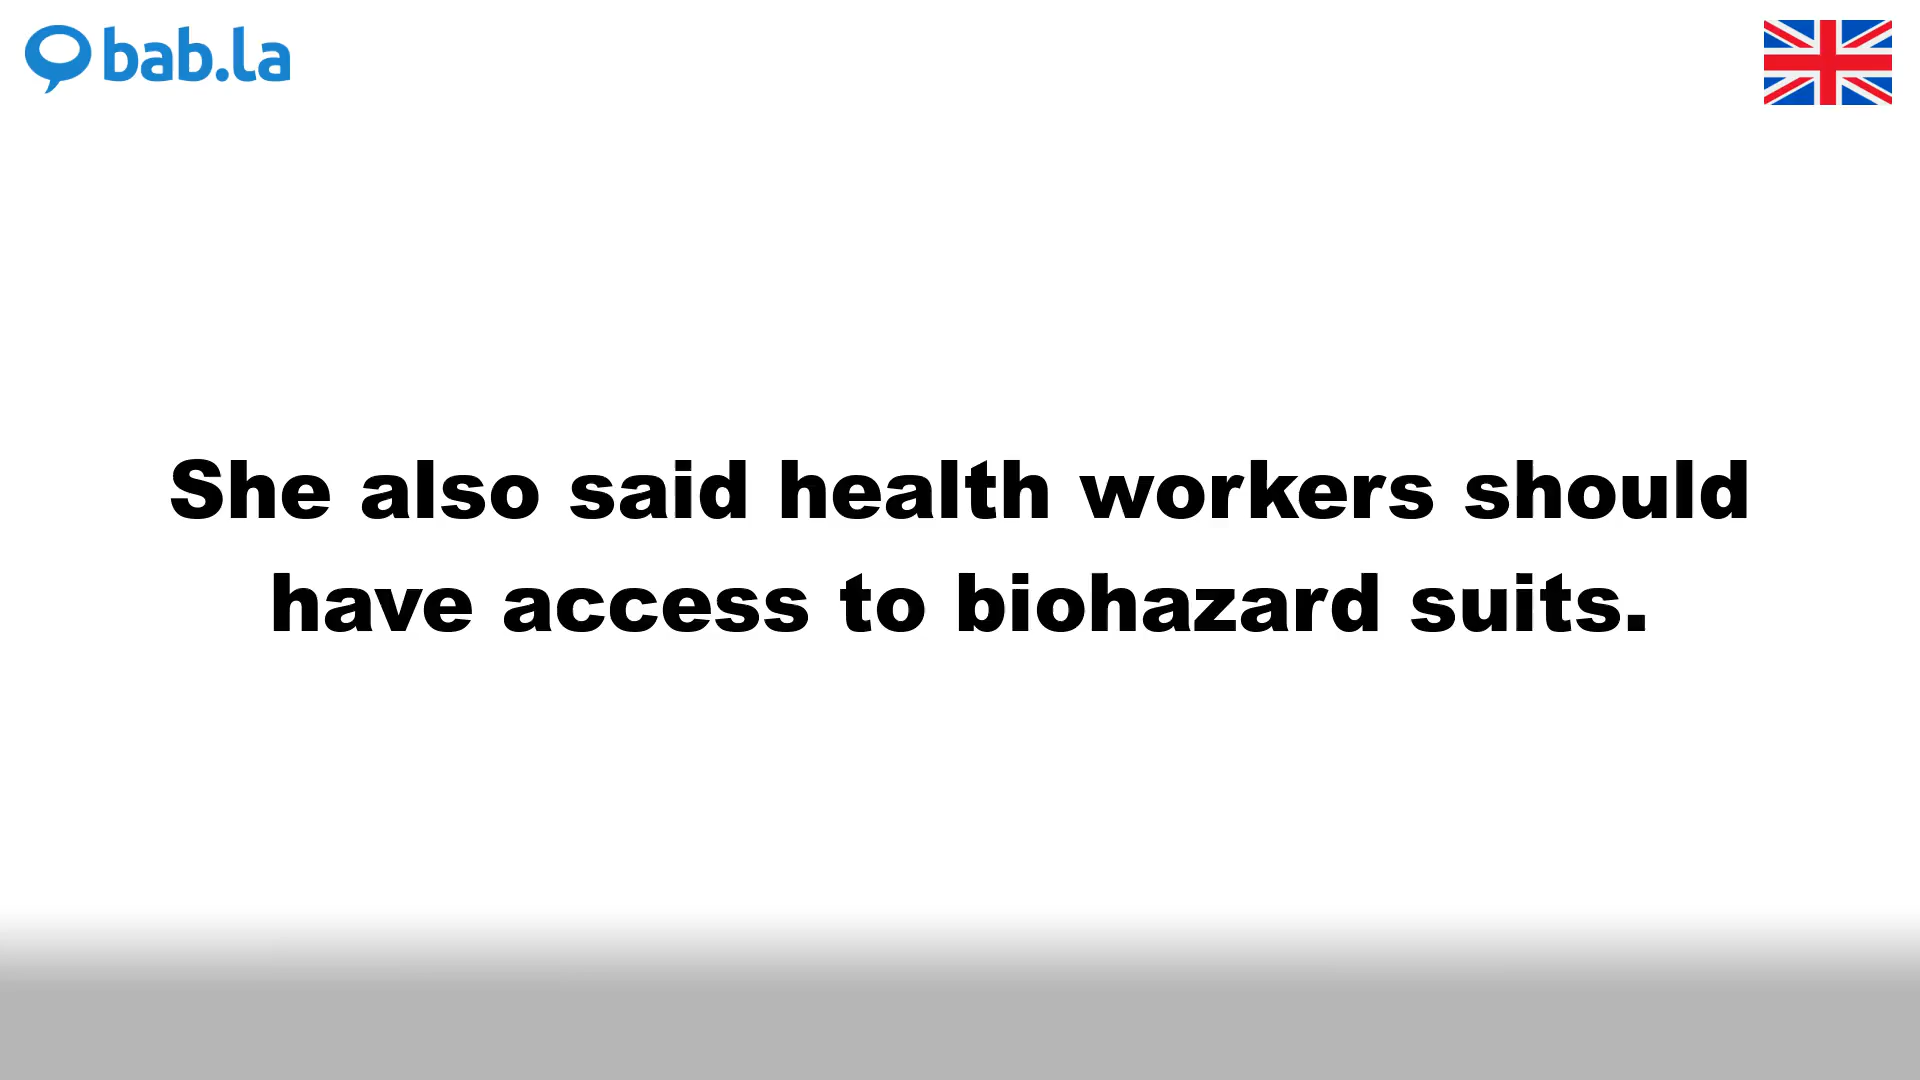 bab.la
She also said health workers should
have access to biohazard suits.